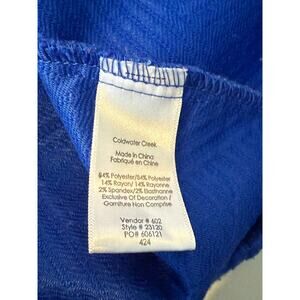 Coldwater Creek
Made in China
Fabriqué en Chine
84% Polyester/84% Polyester
14% Rayon/ 14% Rayonne
2% Spandex/2% Elasthanne
Exclusive Of Decoration /
Garniture Non Comprise
Vendor # 602
Style # 23120
PO# 606121
424